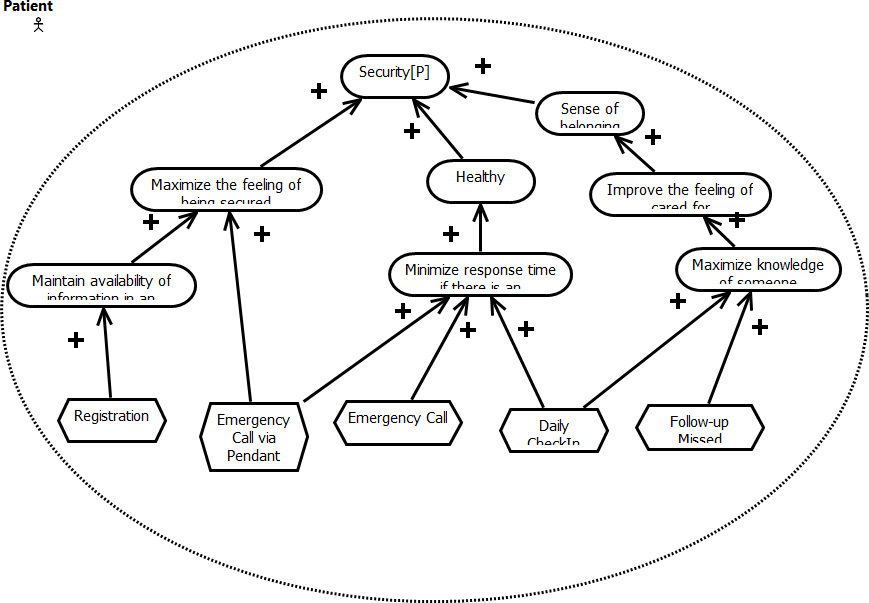 Patient
Security[P]
Sense of
belonging
Maximize the feeling of
being secured
Healthy
Improve the feeling of
cared for
Maintain availability of
information in an
Minimize response time
if there is an
Maximize knowledge
of someone
Registration
Emergency
Call via
Pendant
Emergency Call
Daily
CheckIn
Follow-up
Missed